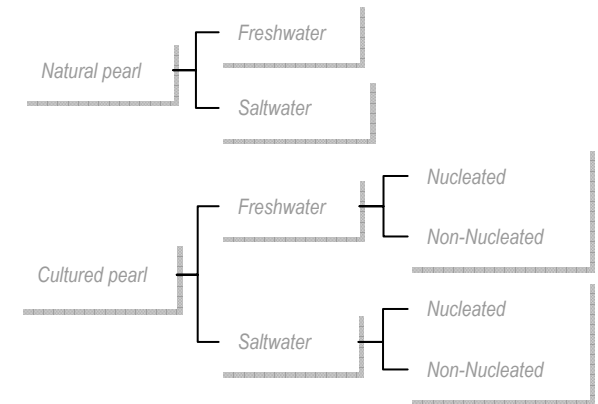 Natural pearl
Freshwater
Saltwater
Cultured pearl
Freshwater
Nucleated
Non-Nucleated
Saltwater
Nucleated
Non-Nucleated